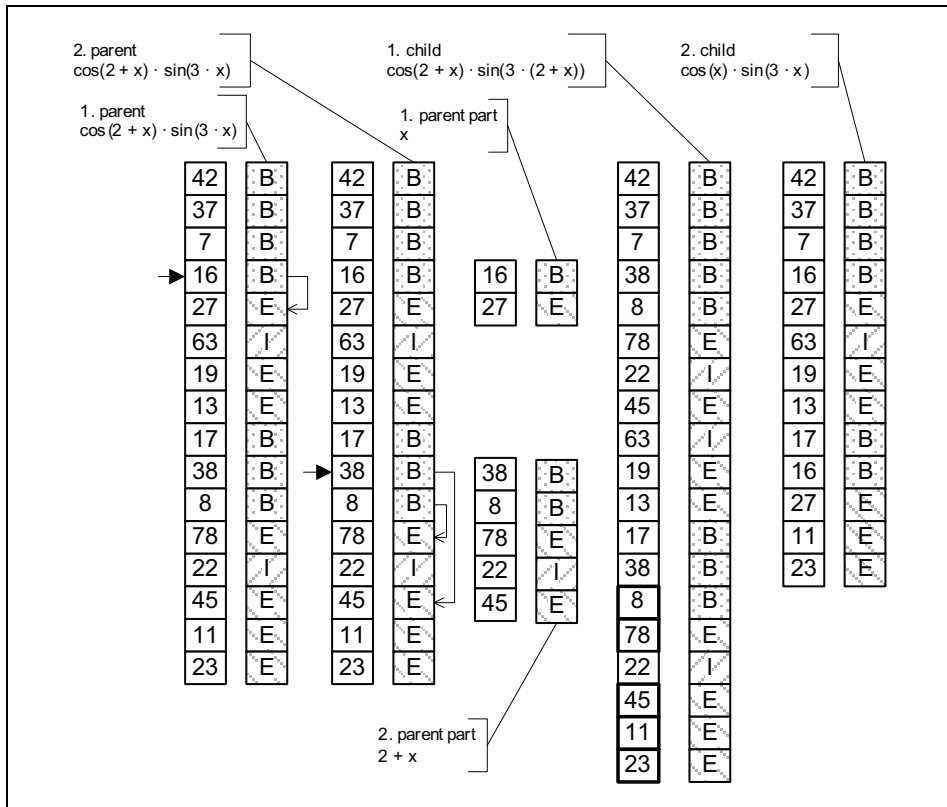 2. parent
cos(2 + x) · sin(3 · x)
1. parent
cos(2 + x) · sin(3 · x)
1. child
cos(2 + x) · sin(3 · (2 + x))
2. child
cos(x) · sin(3 · x)
1. parent part
x
42 B 42 B 42 B 42 B
37 B 37 B 37 B 37 B
7 B 7 B 7 B 7 B
16 B 16 B 16 B 38 B 16 B
27 E 27 E 27 E 8 B 27 E
63 I 63 I 78 E 63 I
19 E 19 E 22 I 19 E
13 E 13 E 45 E 13 E
17 B 17 B 63 I 17 B
38 B 38 B 38 B 19 E 16 B
8 B 8 B 8 B 13 E 27 E
78 E 78 E 78 E 17 B 11 E
22 I 22 I 22 I 38 B 23 E
45 E 45 E 45 E 8 B
11 E 11 E 78 E
23 E 23 E 22 I
45 E
11 E
23 E
2. parent part
2 + x